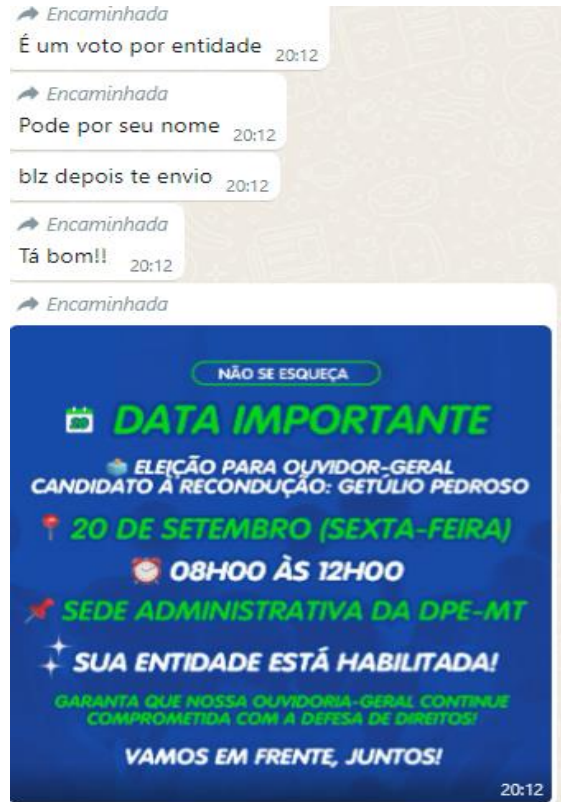 Encaminhada
É um voto por entidade 20:12
Encaminhada
Pode por seu nome 20:12
blz depois te envio 20:12
Encaminhada
Tá bom!! 20:12
Encaminhada
NÃO SE ESQUEÇA
20 DATA IMPORTANTE
ELEIÇÃO PARA OUVIDOR-GERAL
CANDIDATO À RECONDUÇÃO: GETÚLIO PEDROSO
20 DE SETEMBRO (SEXTA-FEIRA)
08H00 ÀS 12H00
SEDE ADMINISTRATIVA DA DPE-MT
SUA ENTIDADE ESTÁ HABILITADA!
GARANTA QUE NOSSA OUVIDORIA-GERAL CONTINUE
COMPROMETIDA COM A DEFESA DE DIREITOS!
VAMOS EM FRENTE, JUNTOS!
20:12